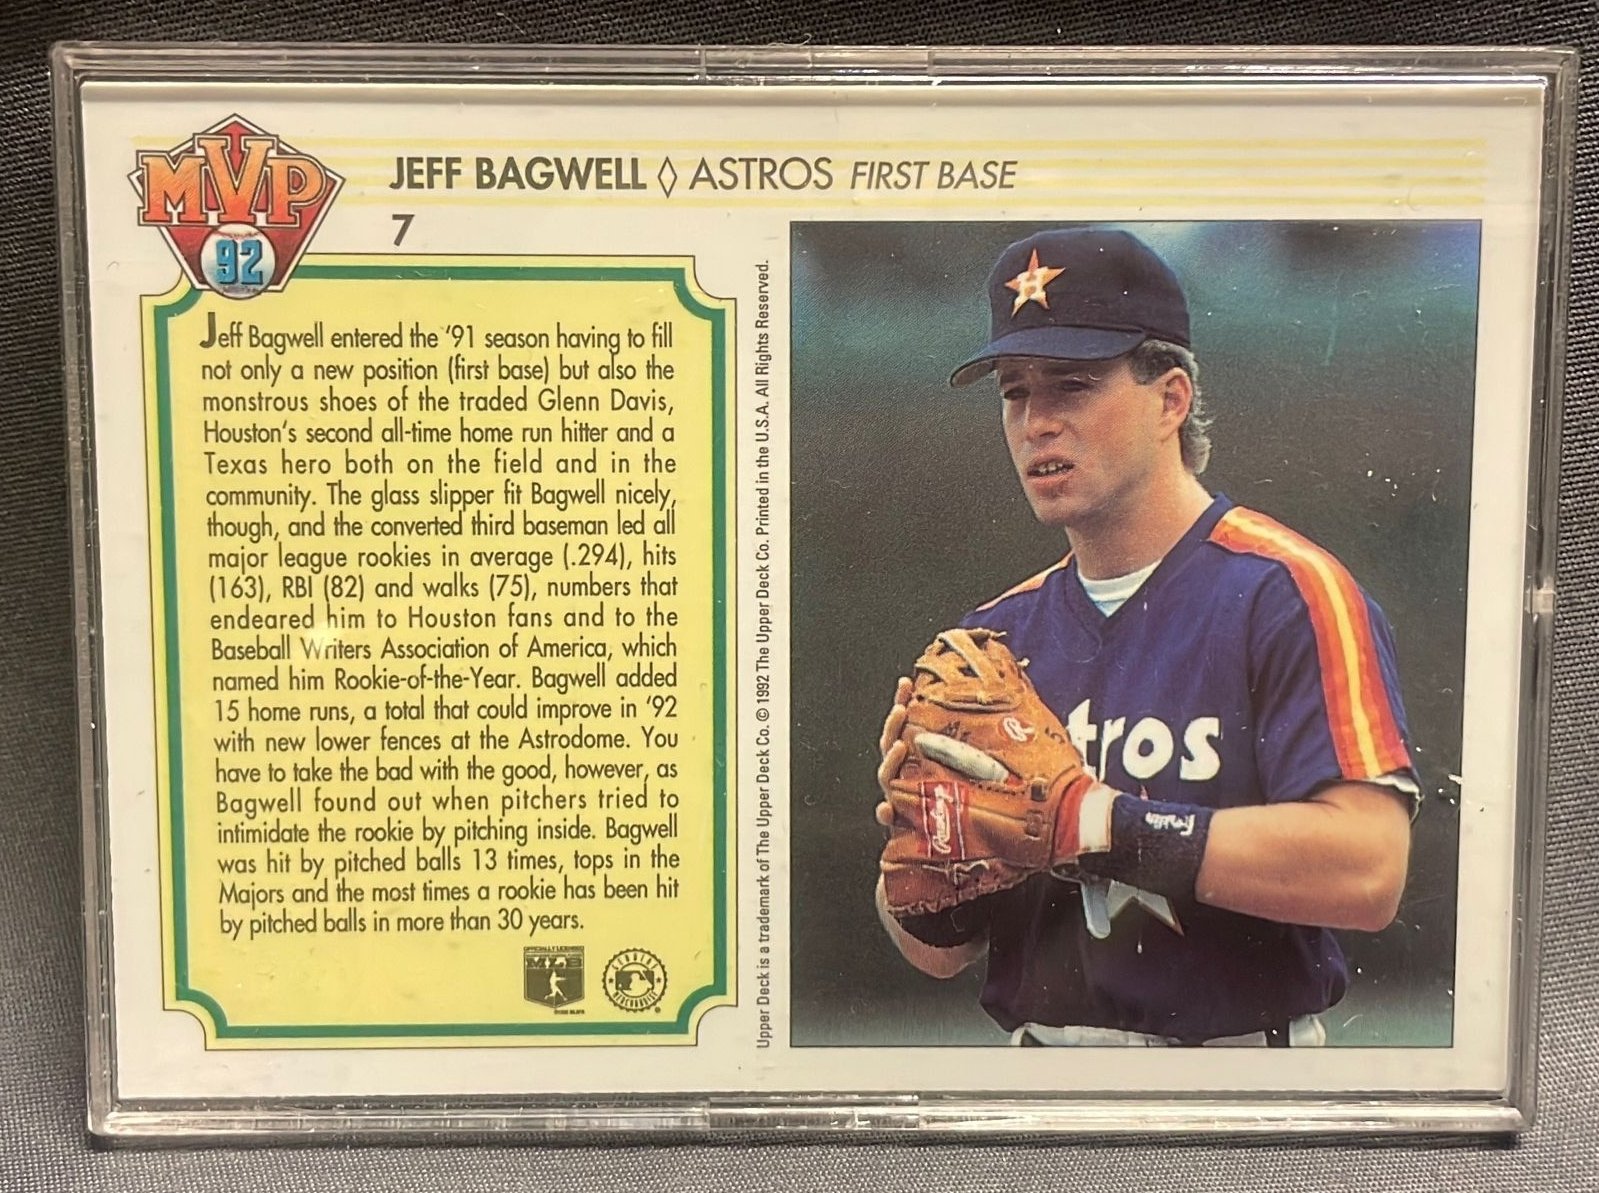 MVP
92
JEFF BAGWELL ◊ ASTROS FIRST BASE
7
Jeff Bagwell entered the '91 season having to fill
not only a new position (first base) but also the
monstrous shoes of the traded Glenn Davis,
Houston's second all-time home run hitter and a
Texas hero both on the field and in the
community. The glass slipper fit Bagwell nicely,
though, and the converted third baseman led all
major league rookies in average (.294), hits
(163), RBI (82) and walks (75), numbers that
endeared him to Houston fans and to the
Baseball Writers Association of America, which
named him Rookie-of-the-Year. Bagwell added
15 home runs, a total that could improve in '92
with new lower fences at the Astrodome. You
have to take the bad with the good, however, as
Bagwell found out when pitchers tried to
intimidate the rookie by pitching inside. Bagwell
was hit by pitched balls 13 times, tops in the
Majors and the most times a rookie has been hit
by pitched balls in more than 30 years.
OFFICIALLY LICENSED
MLB
GENUINE
MERCHANDISE
Upper Deck is a trademark of The Upper Deck Co. © 1992 The Upper Deck Co. Printed in the U.S.A. All Rights Reserved.
H
R
5
Rawlings
tros
Franklin